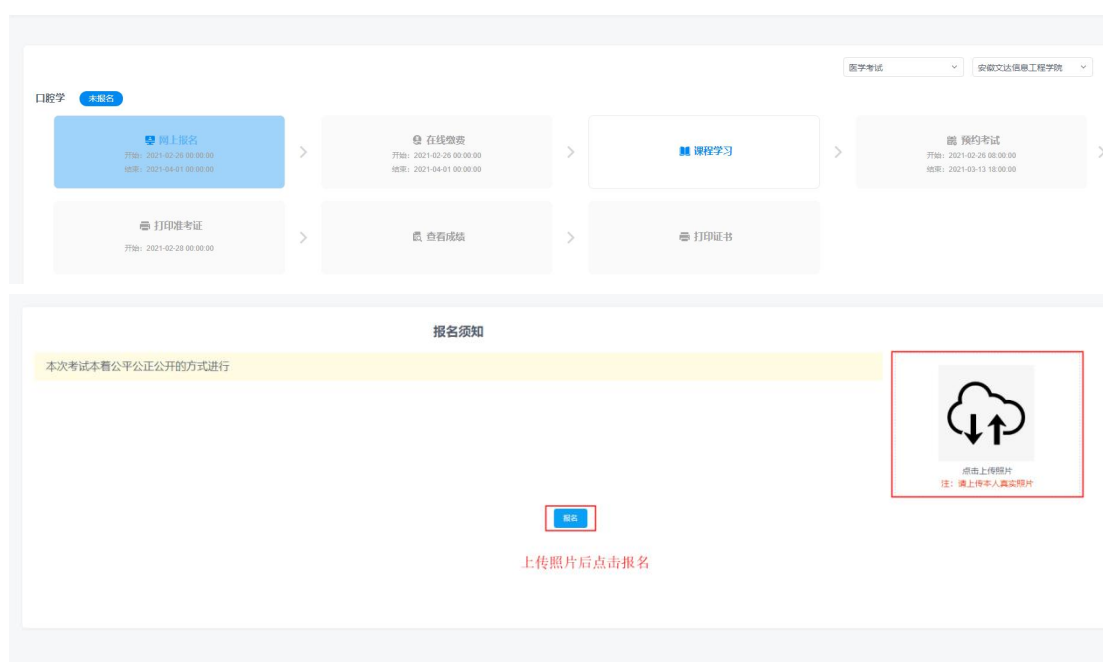 医学考试
安徽文达信息工程学院
口腔学 未报名
网上报名
开始：2021-02-26 00:00:00
结束：2021-04-01 00:00:00
在线缴费
开始：2021-02-26 00:00:00
结束：2021-04-01 00:00:00
课程学习
预约考试
开始：2021-02-26 08:00:00
结束：2021-03-13 18:00:00
打印准考证
开始：2021-02-28 00:00:00
查看成绩
打印证书
报名须知
本次考试本着公平公正公开的方式进行
点击上传照片
注：请上传本人真实照片
报名
上传照片后点击报名